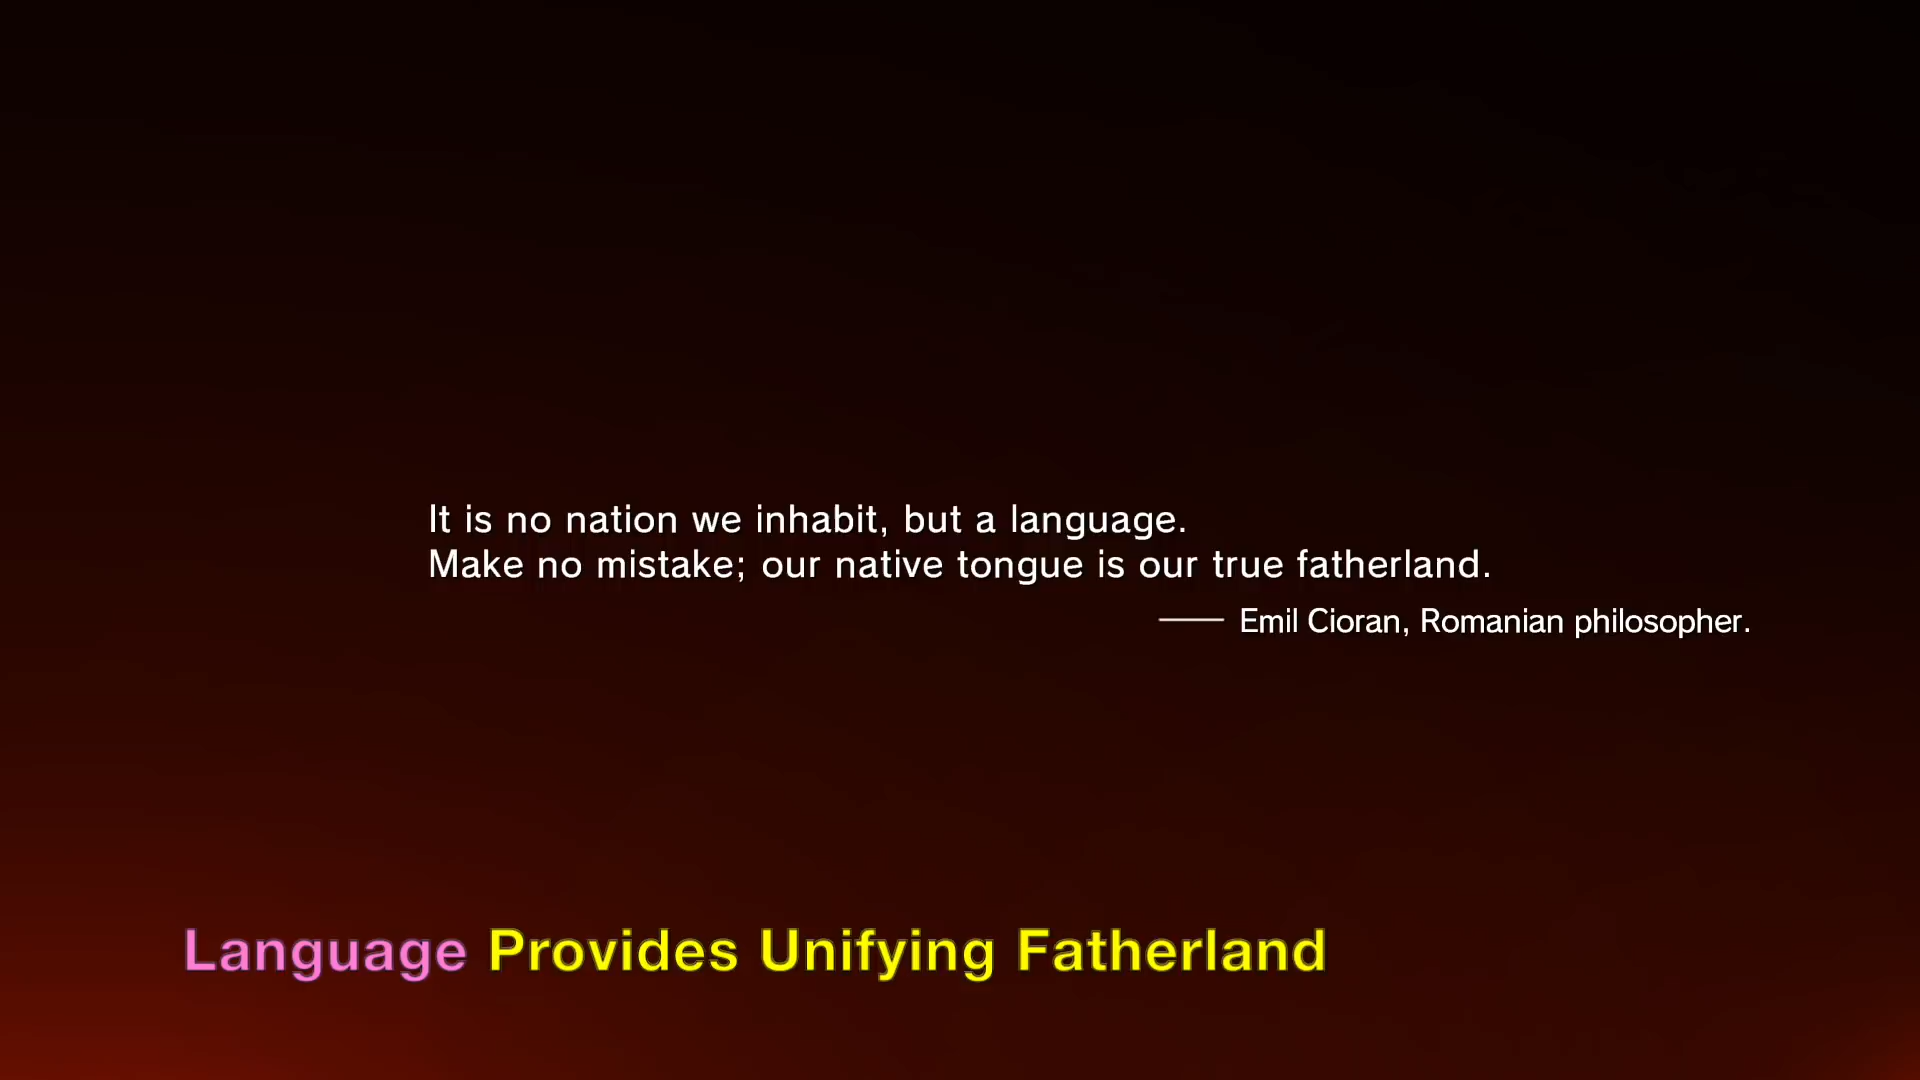 It is no nation we inhabit, but a language.
Make no mistake; our native tongue is our true fatherland.
—— Emil Cioran, Romanian philosopher.
Language Provides Unifying Fatherland